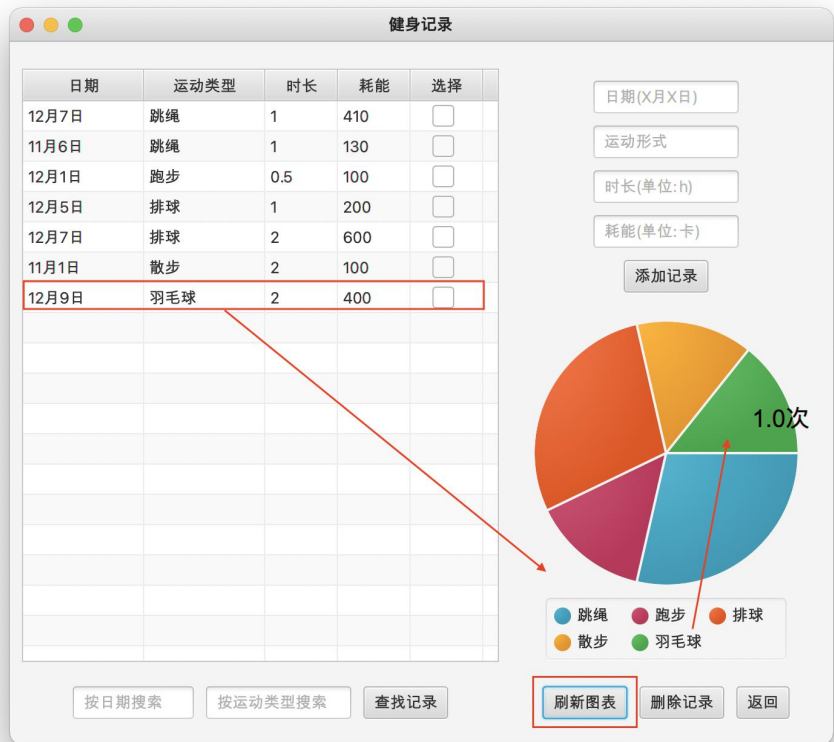 健身记录
日期 运动类型 时长 耗能 选择
12月7日 跳绳 1 410
11月6日 跳绳 1 130
12月1日 跑步 0.5 100
12月5日 排球 1 200
12月7日 排球 2 600
11月1日 散步 2 100
12月9日 羽毛球 2 400
日期(X月X日)
运动形式
时长(单位:h)
耗能(单位:卡)
添加记录
1.0次
跳绳 跑步 排球
散步 羽毛球
按日期搜索 按运动类型搜索 查找记录 刷新图表 删除记录 返回